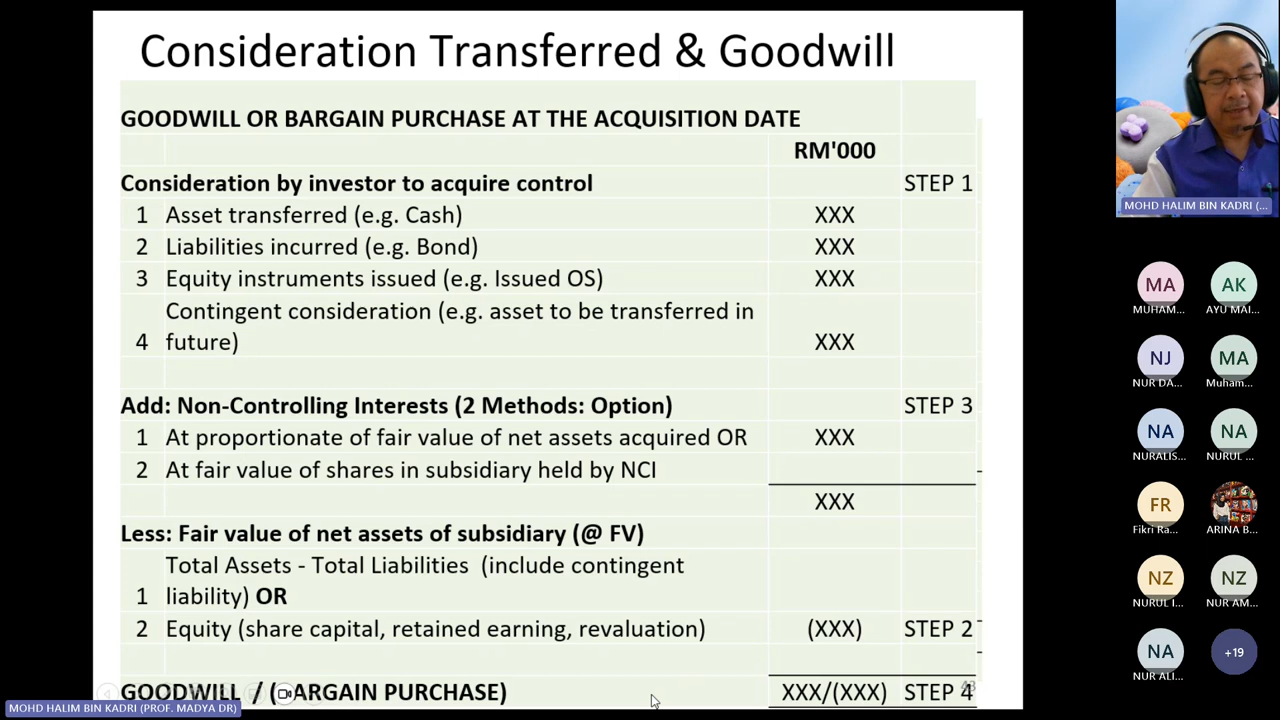 Consideration Transferred & Goodwill
GOODWILL OR BARGAIN PURCHASE AT THE ACQUISITION DATE
RM'000
Consideration by investor to acquire control STEP 1
1 Asset transferred (e.g. Cash) XXX
2 Liabilities incurred (e.g. Bond) XXX
3 Equity instruments issued (e.g. Issued OS) XXX
Contingent consideration (e.g. asset to be transferred in
4 future) XXX
Add: Non-Controlling Interests (2 Methods: Option) STEP 3
1 At proportionate of fair value of net assets acquired OR XXX
2 At fair value of shares in subsidiary held by NCI
XXX
Less: Fair value of net assets of subsidiary (@ FV)
Total Assets - Total Liabilities (include contingent
1 liability) OR
2 Equity (share capital, retained earning, revaluation) (XXX) STEP 2
GOODWILL / (BARGAIN PURCHASE) XXX/(XXX) STEP 4
43
MOHD HALIM BIN KADRI (PROF. MADYA DR)
MOHD HALIM BIN KADRI (...
MA AK
MUHAM... AYU MAI...
NJ MA
NUR DA... Muham...
NA NA
NURALIS... NURUL ...
FR
Fikri Ra... ARINA B...
NZ NZ
NURUL I... NUR AM...
NA +19
NUR ALI...